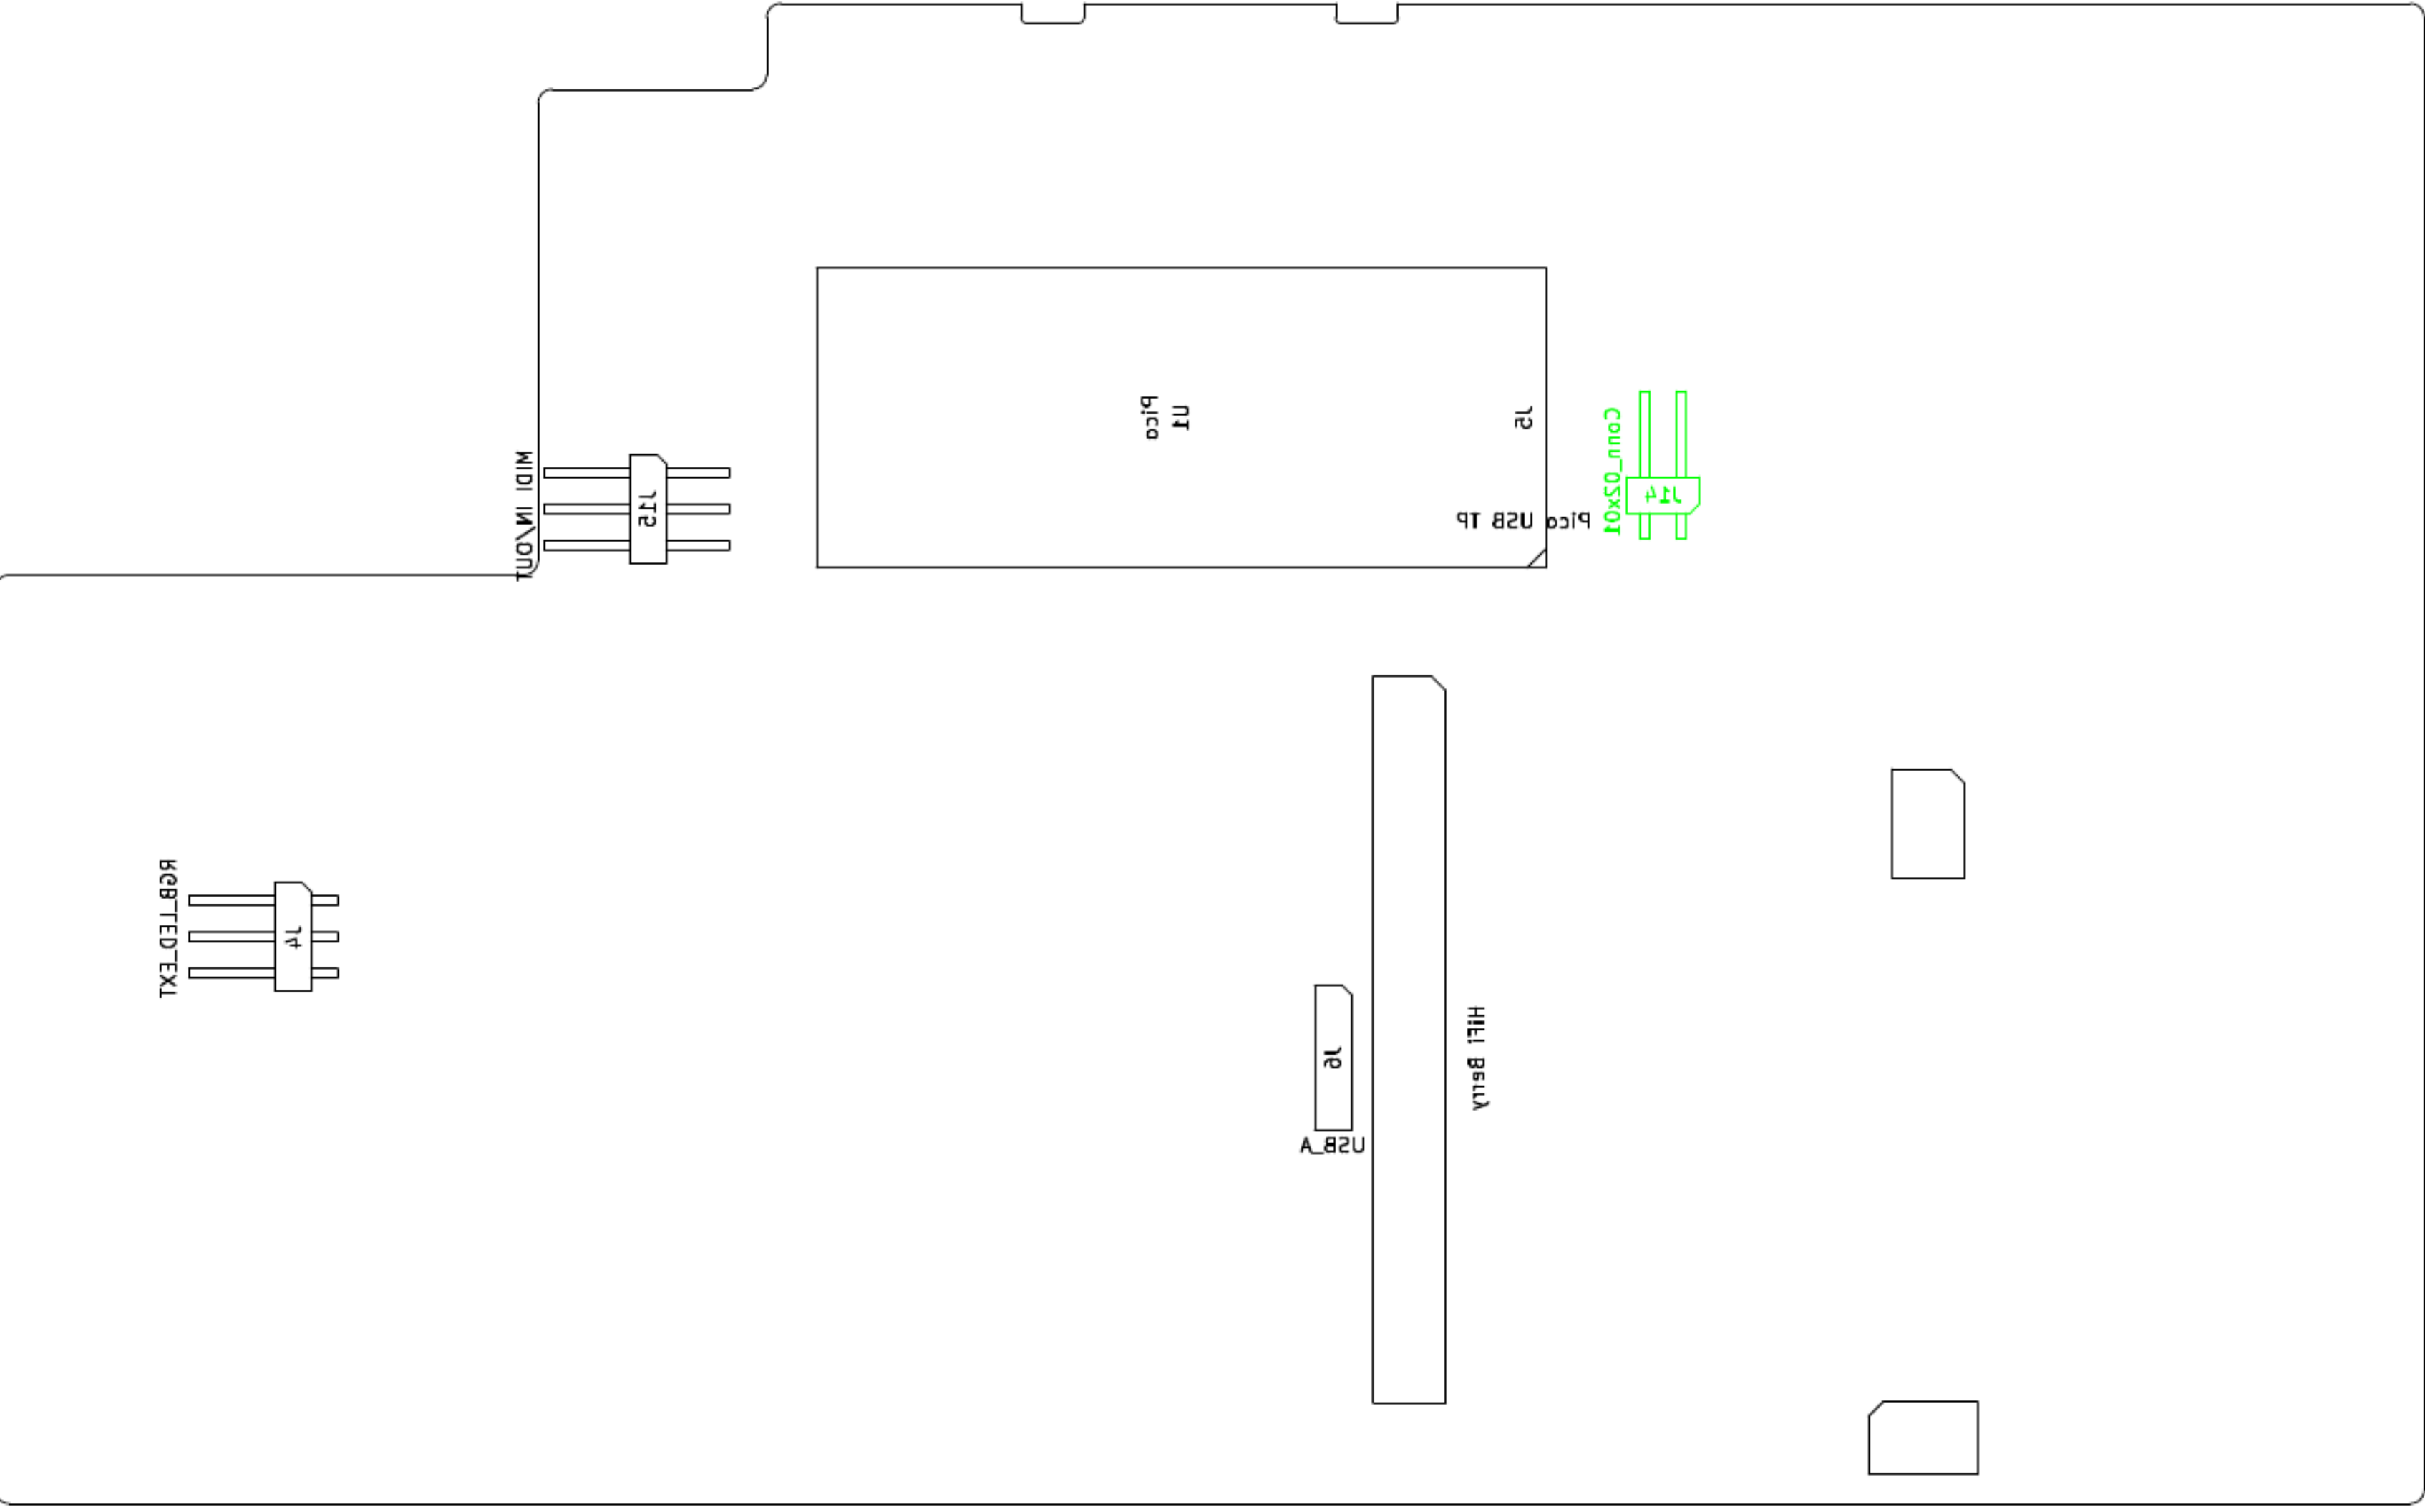 Pico
U1
J5
Conn_02x01
J14
MIDI IN/OUT
J15
Pico USB TP
RGB_LED_EXT
J4
HiFi Berry
J6
USB_A